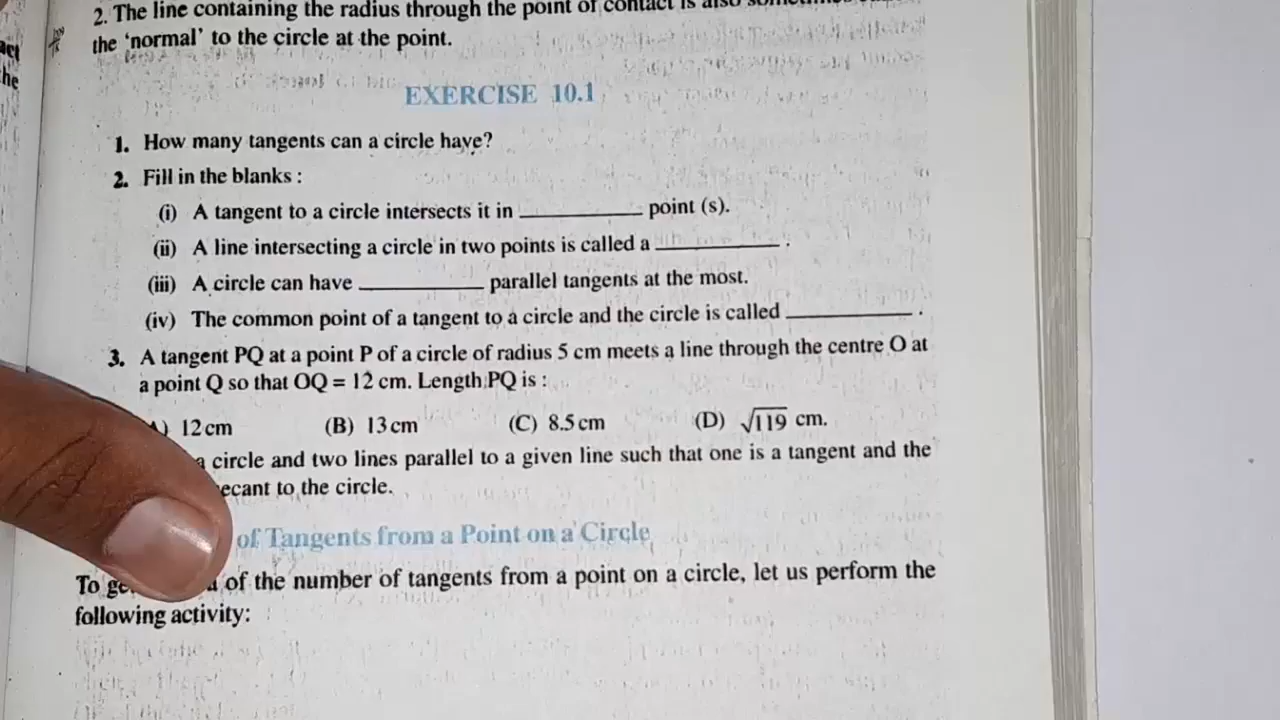 2. The line containing the radius through the point of contact is also
the 'normal' to the circle at the point.
he
EXERCISE 10.1
1. How many tangents can a circle have?
2. Fill in the blanks :
(i) A tangent to a circle intersects it in __________ point (s).
(ii) A line intersecting a circle in two points is called a __________ .
(iii) A circle can have __________ parallel tangents at the most.
(iv) The common point of a tangent to a circle and the circle is called __________ .
3. A tangent PQ at a point P of a circle of radius 5 cm meets a line through the centre O at
a point Q so that OQ = 12 cm. Length PQ is :
12 cm (B) 13 cm (C) 8.5 cm (D) √119 cm.
a circle and two lines parallel to a given line such that one is a tangent and the
ecant to the circle.
of Tangents from a Point on a Circle
To of the number of tangents from a point on a circle, let us perform the
following activity: